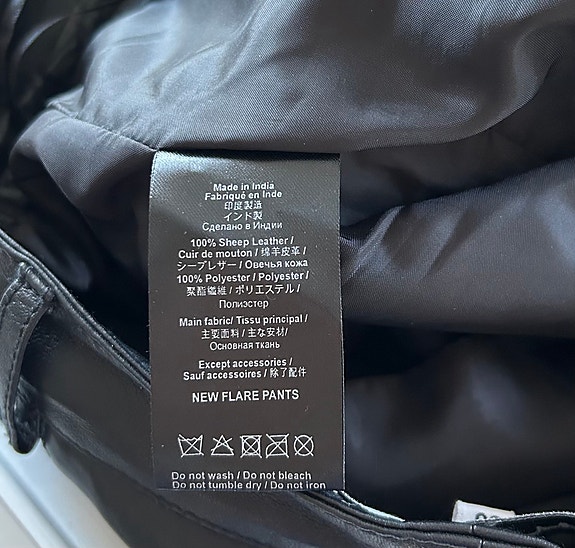 Made in India
Fabriqué en Inde
印度製造
インド製
Сделано в Индии
100% Sheep Leather /
Cuir de mouton / 绵羊皮革 /
シープレザー / Овечья кожа
100% Polyester / Polyester /
聚酯纖維 / ポリエステル /
Полиэстер
Main fabric/ Tissu principal /
主要面料 / 主な安材/
Основная ткань
Except accessories /
Sauf accessoires / 除了配件
NEW FLARE PANTS
Do not wash / Do not bleach
Do not tumble dry / Do not iron